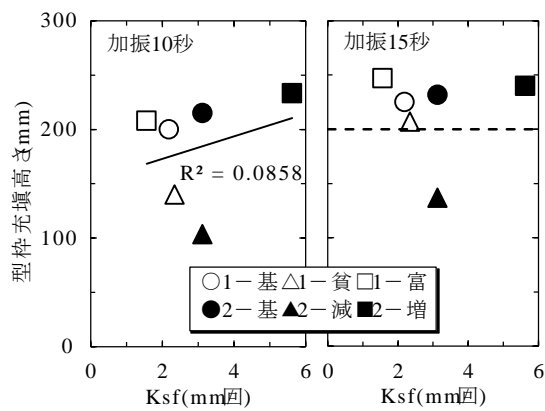 加振10秒
加振15秒
型枠充填高さ(mm)
300
200
100
0
R² = 0.0858
○1－基△1－貧□1－富
●2－基▲2－減■2－増
0 2 4 6
0 2 4 6
Ksf(mm/回)
Ksf(mm/回)